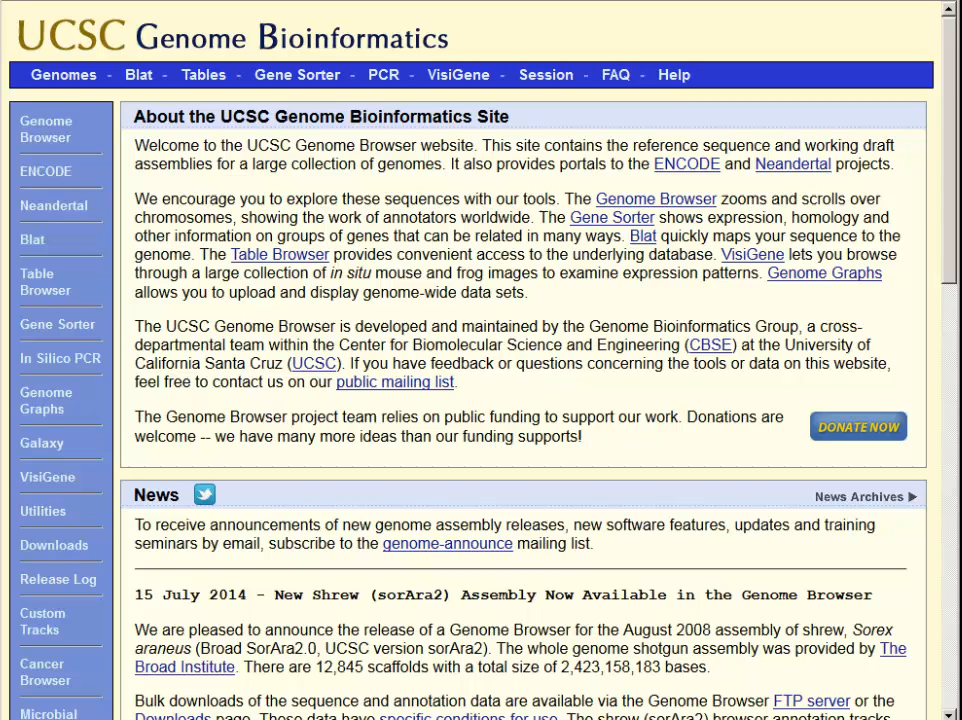 UCSC Genome Bioinformatics
Genomes - Blat - Tables - Gene Sorter - PCR - VisiGene - Session - FAQ - Help
Genome
Browser
ENCODE
Neandertal
Blat
Table
Browser
Gene Sorter
In Silico PCR
Genome
Graphs
Galaxy
VisiGene
Utilities
Downloads
Release Log
Custom
Tracks
Cancer
Browser
Microbial
About the UCSC Genome Bioinformatics Site
Welcome to the UCSC Genome Browser website. This site contains the reference sequence and working draft
assemblies for a large collection of genomes. It also provides portals to the ENCODE and Neandertal projects.
We encourage you to explore these sequences with our tools. The Genome Browser zooms and scrolls over
chromosomes, showing the work of annotators worldwide. The Gene Sorter shows expression, homology and
other information on groups of genes that can be related in many ways. Blat quickly maps your sequence to the
genome. The Table Browser provides convenient access to the underlying database. VisiGene lets you browse
through a large collection of in situ mouse and frog images to examine expression patterns. Genome Graphs
allows you to upload and display genome-wide data sets.
The UCSC Genome Browser is developed and maintained by the Genome Bioinformatics Group, a cross-
departmental team within the Center for Biomolecular Science and Engineering (CBSE) at the University of
California Santa Cruz (UCSC). If you have feedback or questions concerning the tools or data on this website,
feel free to contact us on our public mailing list.
The Genome Browser project team relies on public funding to support our work. Donations are
welcome -- we have many more ideas than our funding supports!
DONATE NOW
News
News Archives ▶
To receive announcements of new genome assembly releases, new software features, updates and training
seminars by email, subscribe to the genome-announce mailing list.
15 July 2014 - New Shrew (sorAra2) Assembly Now Available in the Genome Browser
We are pleased to announce the release of a Genome Browser for the August 2008 assembly of shrew, Sorex
araneus (Broad SorAra2.0, UCSC version sorAra2). The whole genome shotgun assembly was provided by The
Broad Institute. There are 12,845 scaffolds with a total size of 2,423,158,183 bases.
Bulk downloads of the sequence and annotation data are available via the Genome Browser FTP server or the
Downloads page. These data have specific conditions for use. The shrew (sorAra2) browser annotation tracks